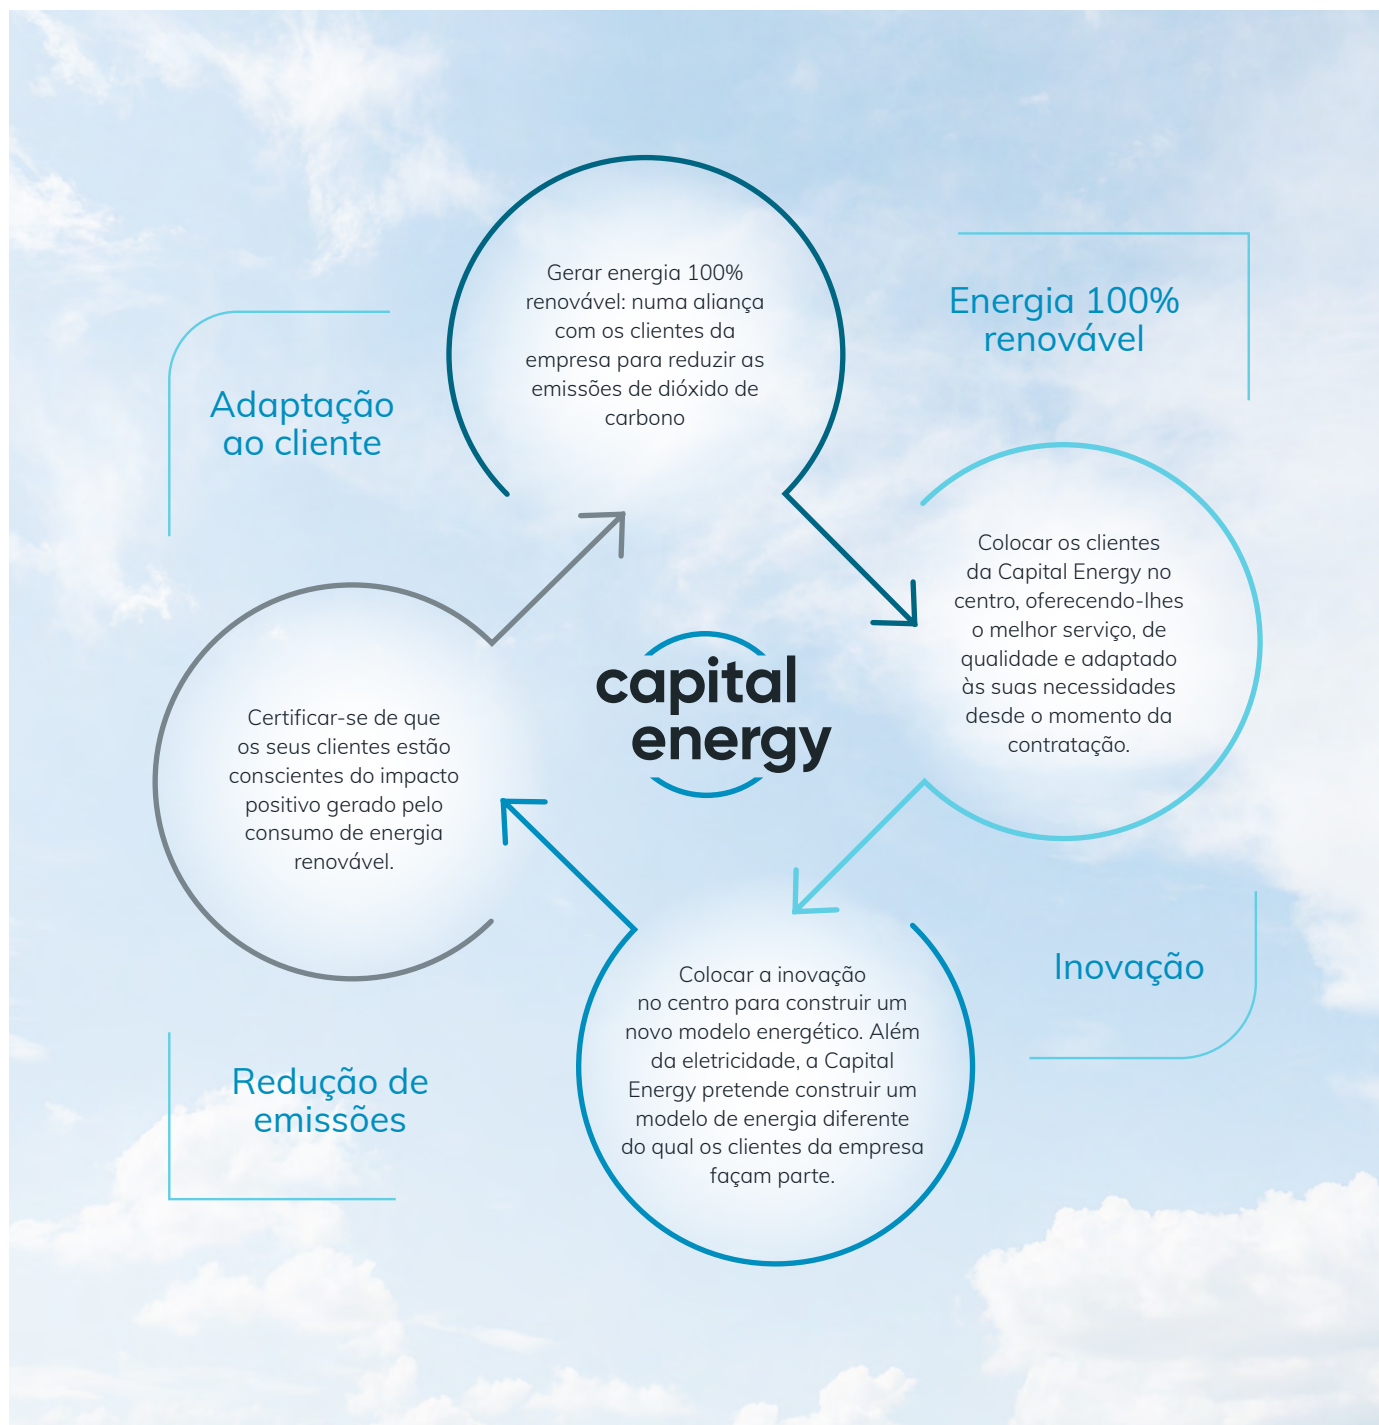 Gerar energia 100%
renovável: numa aliança
com os clientes da
empresa para reduzir as
emissões de dióxido de
carbono
Energia 100%
renovável
Adaptação
ao cliente
Colocar os clientes
da Capital Energy no
centro, oferecendo-lhes
o melhor serviço, de
qualidade e adaptado
às suas necessidades
desde o momento da
contratação.
capital
energy
Certificar-se de que
os seus clientes estão
conscientes do impacto
positivo gerado pelo
consumo de energia
renovável.
Inovação
Colocar a inovação
no centro para construir um
novo modelo energético. Além
da eletricidade, a Capital
Energy pretende construir um
modelo de energia diferente
do qual os clientes da empresa
façam parte.
Redução de
emissões